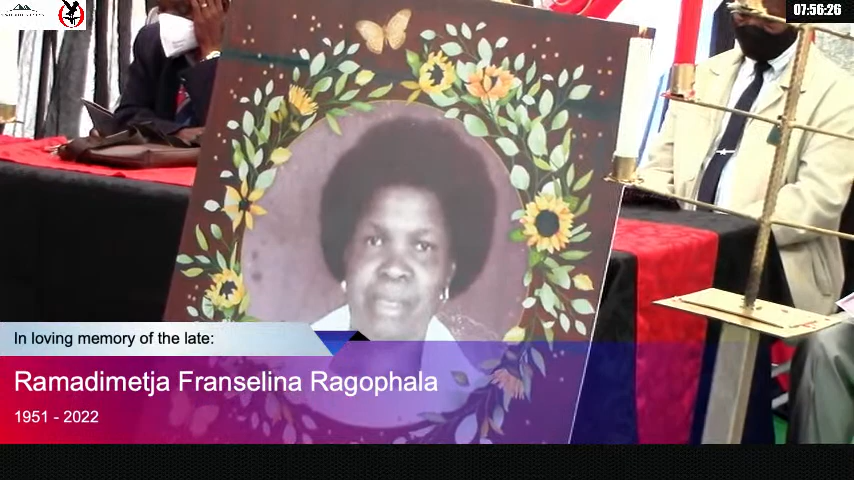 07:56:26
In loving memory of the late:
Ramadimetja Franselina Ragophala
1951 - 2022